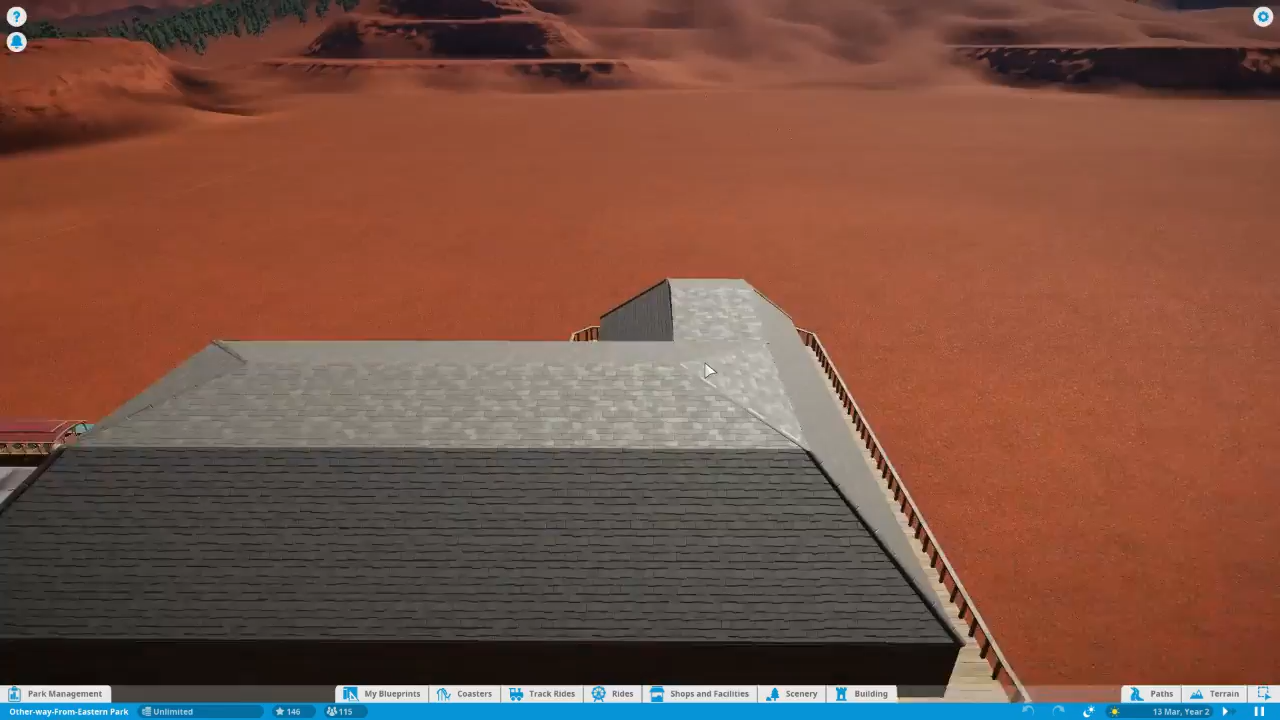 Park Management
My Blueprints
Coasters
Track Rides
Rides
Shops and Facilities
Scenery
Building
Paths
Terrain
Other-way-From-Eastern Park
Unlimited
146
115
13 Mar, Year 2